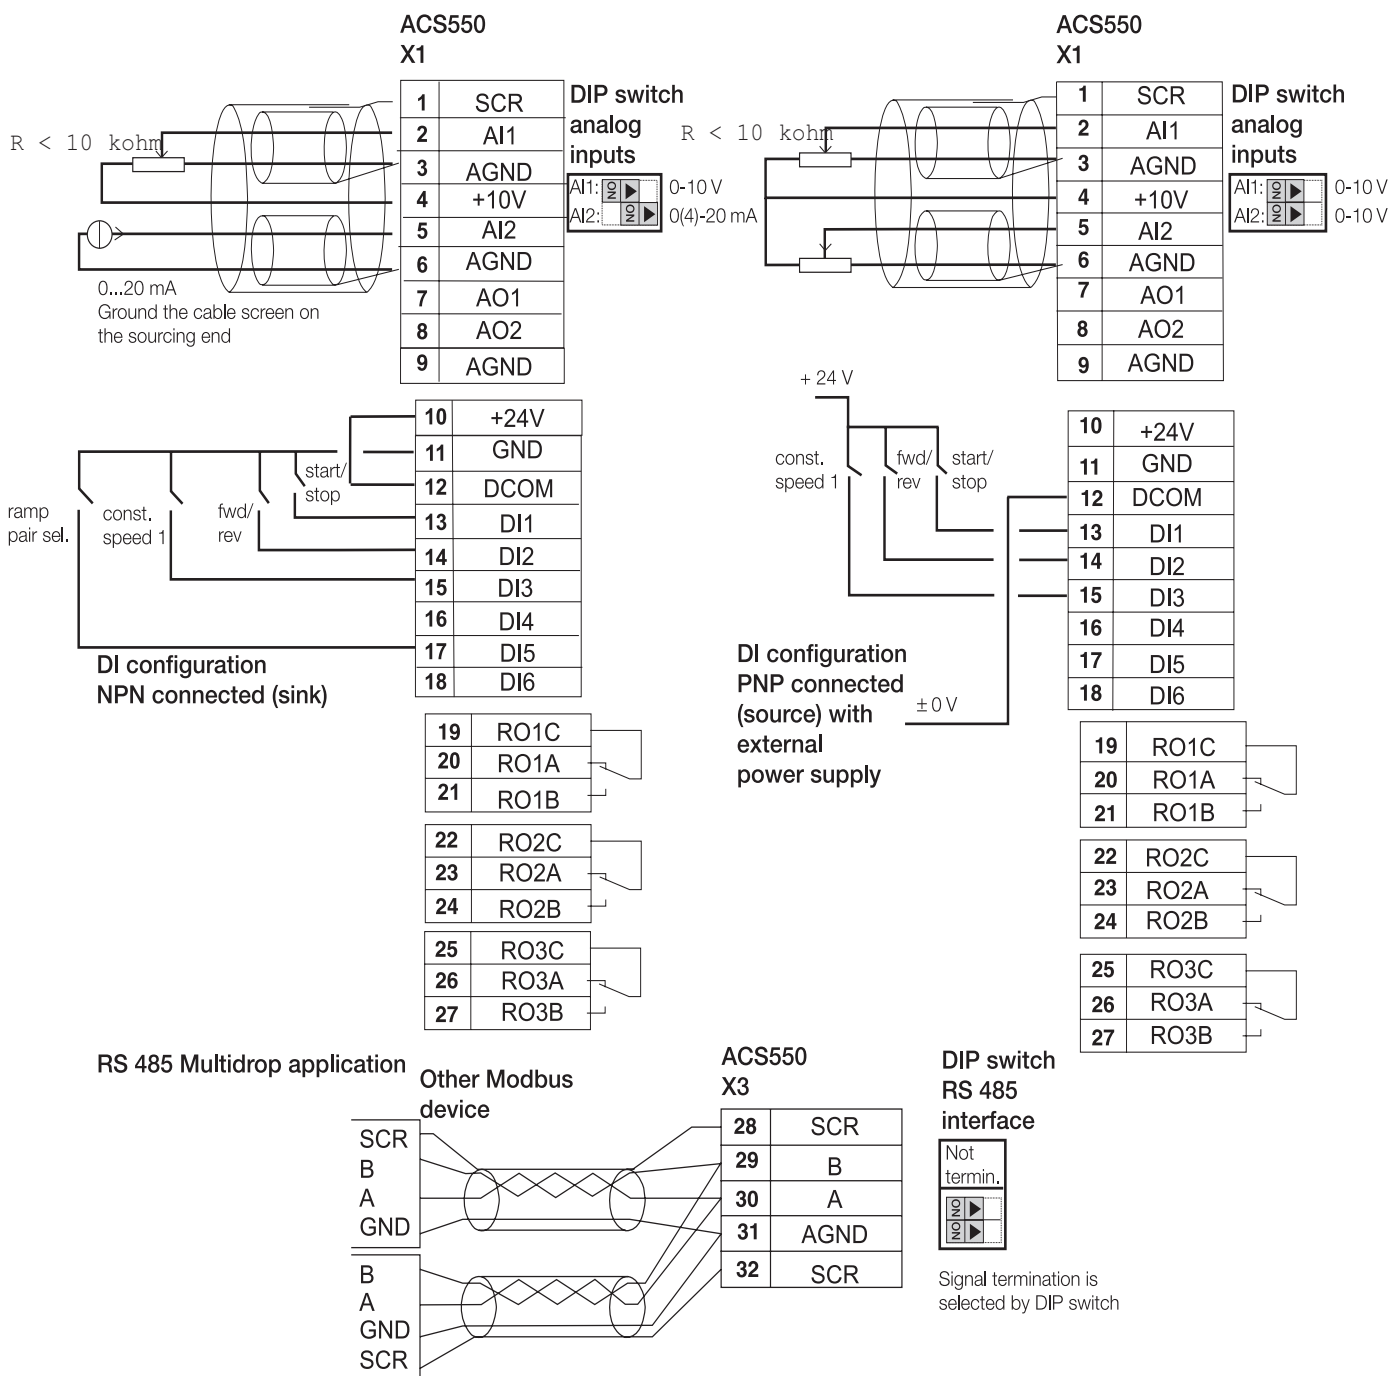 ACS550
X1
1 SCR
2 AI1
3 AGND
4 +10V
5 AI2
6 AGND
7 AO1
8 AO2
9 AGND
R < 10 kohm
0...20 mA
Ground the cable screen on
the sourcing end
DIP switch
analog
inputs
AI1: ON 0-10 V
AI2: ON 0(4)-20 mA
10 +24V
11 GND
12 DCOM
13 DI1
14 DI2
15 DI3
16 DI4
17 DI5
18 DI6
ramp
pair sel.
const.
speed 1
fwd/
rev
start/
stop
DI configuration
NPN connected (sink)
19 RO1C
20 RO1A
21 RO1B
22 RO2C
23 RO2A
24 RO2B
25 RO3C
26 RO3A
27 RO3B
ACS550
X1
1 SCR
2 AI1
3 AGND
4 +10V
5 AI2
6 AGND
7 AO1
8 AO2
9 AGND
R < 10 kohm
DIP switch
analog
inputs
AI1: ON 0-10 V
AI2: ON 0-10 V
+ 24 V
10 +24V
11 GND
12 DCOM
13 DI1
14 DI2
15 DI3
16 DI4
17 DI5
18 DI6
const.
speed 1
fwd/
rev
start/
stop
DI configuration
PNP connected
(source) with
external
power supply
± 0 V
19 RO1C
20 RO1A
21 RO1B
22 RO2C
23 RO2A
24 RO2B
25 RO3C
26 RO3A
27 RO3B
RS 485 Multidrop application
Other Modbus
device
SCR
B
A
GND
B
A
GND
SCR
ACS550
X3
28 SCR
29 B
30 A
31 AGND
32 SCR
DIP switch
RS 485
interface
Not
termin.
ON
ON
Signal termination is
selected by DIP switch